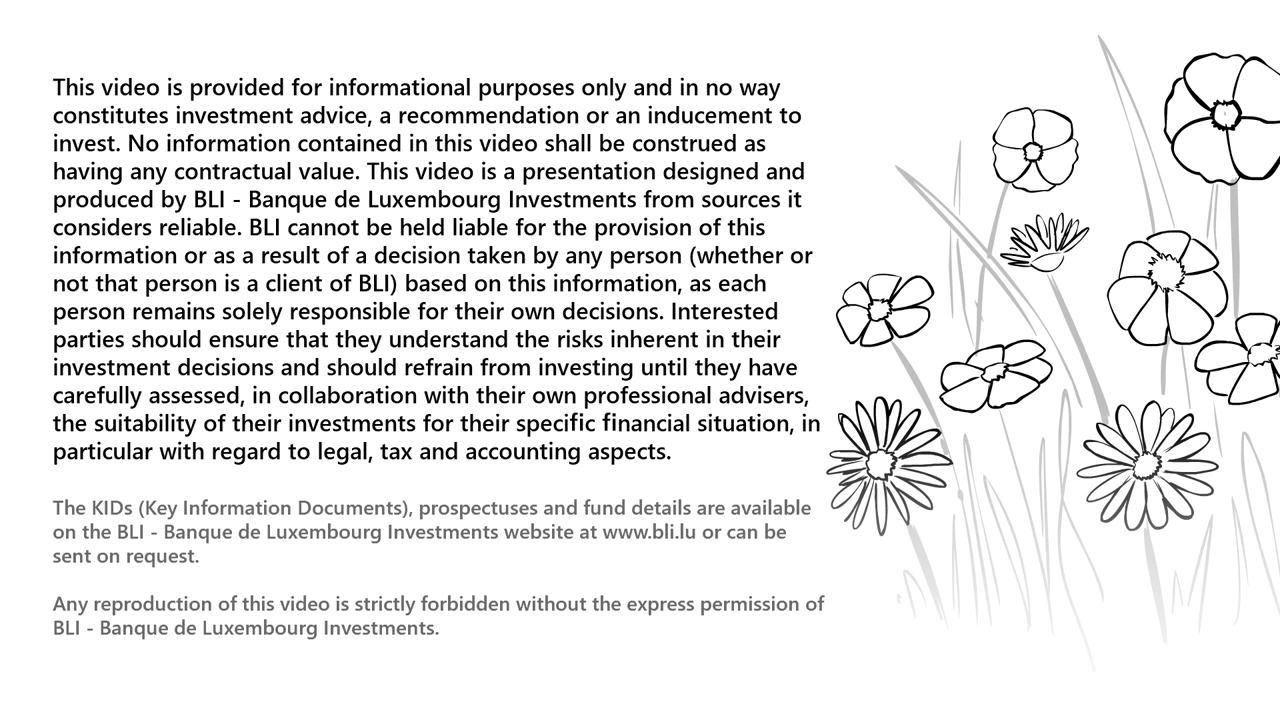 This video is provided for informational purposes only and in no way
constitutes investment advice, a recommendation or an inducement to
invest. No information contained in this video shall be construed as
having any contractual value. This video is a presentation designed and
produced by BLI - Banque de Luxembourg Investments from sources it
considers reliable. BLI cannot be held liable for the provision of this
information or as a result of a decision taken by any person (whether or
not that person is a client of BLI) based on this information, as each
person remains solely responsible for their own decisions. Interested
parties should ensure that they understand the risks inherent in their
investment decisions and should refrain from investing until they have
carefully assessed, in collaboration with their own professional advisers,
the suitability of their investments for their specific financial situation, in
particular with regard to legal, tax and accounting aspects.
The KIDs (Key Information Documents), prospectuses and fund details are available
on the BLI - Banque de Luxembourg Investments website at www.bli.lu or can be
sent on request.
Any reproduction of this video is strictly forbidden without the express permission of
BLI - Banque de Luxembourg Investments.